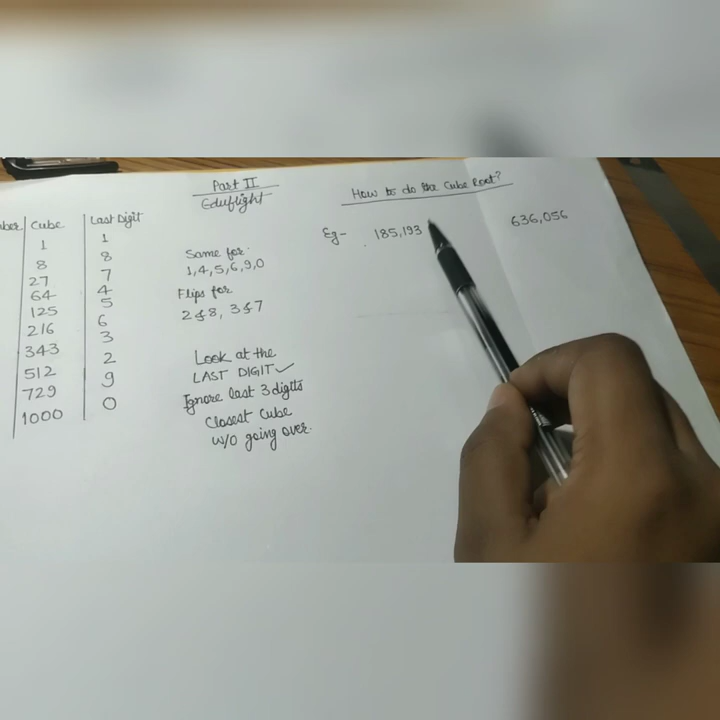 Part II
Eduflight
How to do the Cube Root?
Cube Last Digit
1 1
8 8
27 7
64 4
125 5
216 6
343 3
512 2
729 9
1000 0
Same for:
1,4,5,6,9,0
Flips for
2&8, 3&7
Look at the
LAST DIGIT✓
Ignore last 3 digits
Closest Cube
w/o going over.
Eg- 185,193
636,056